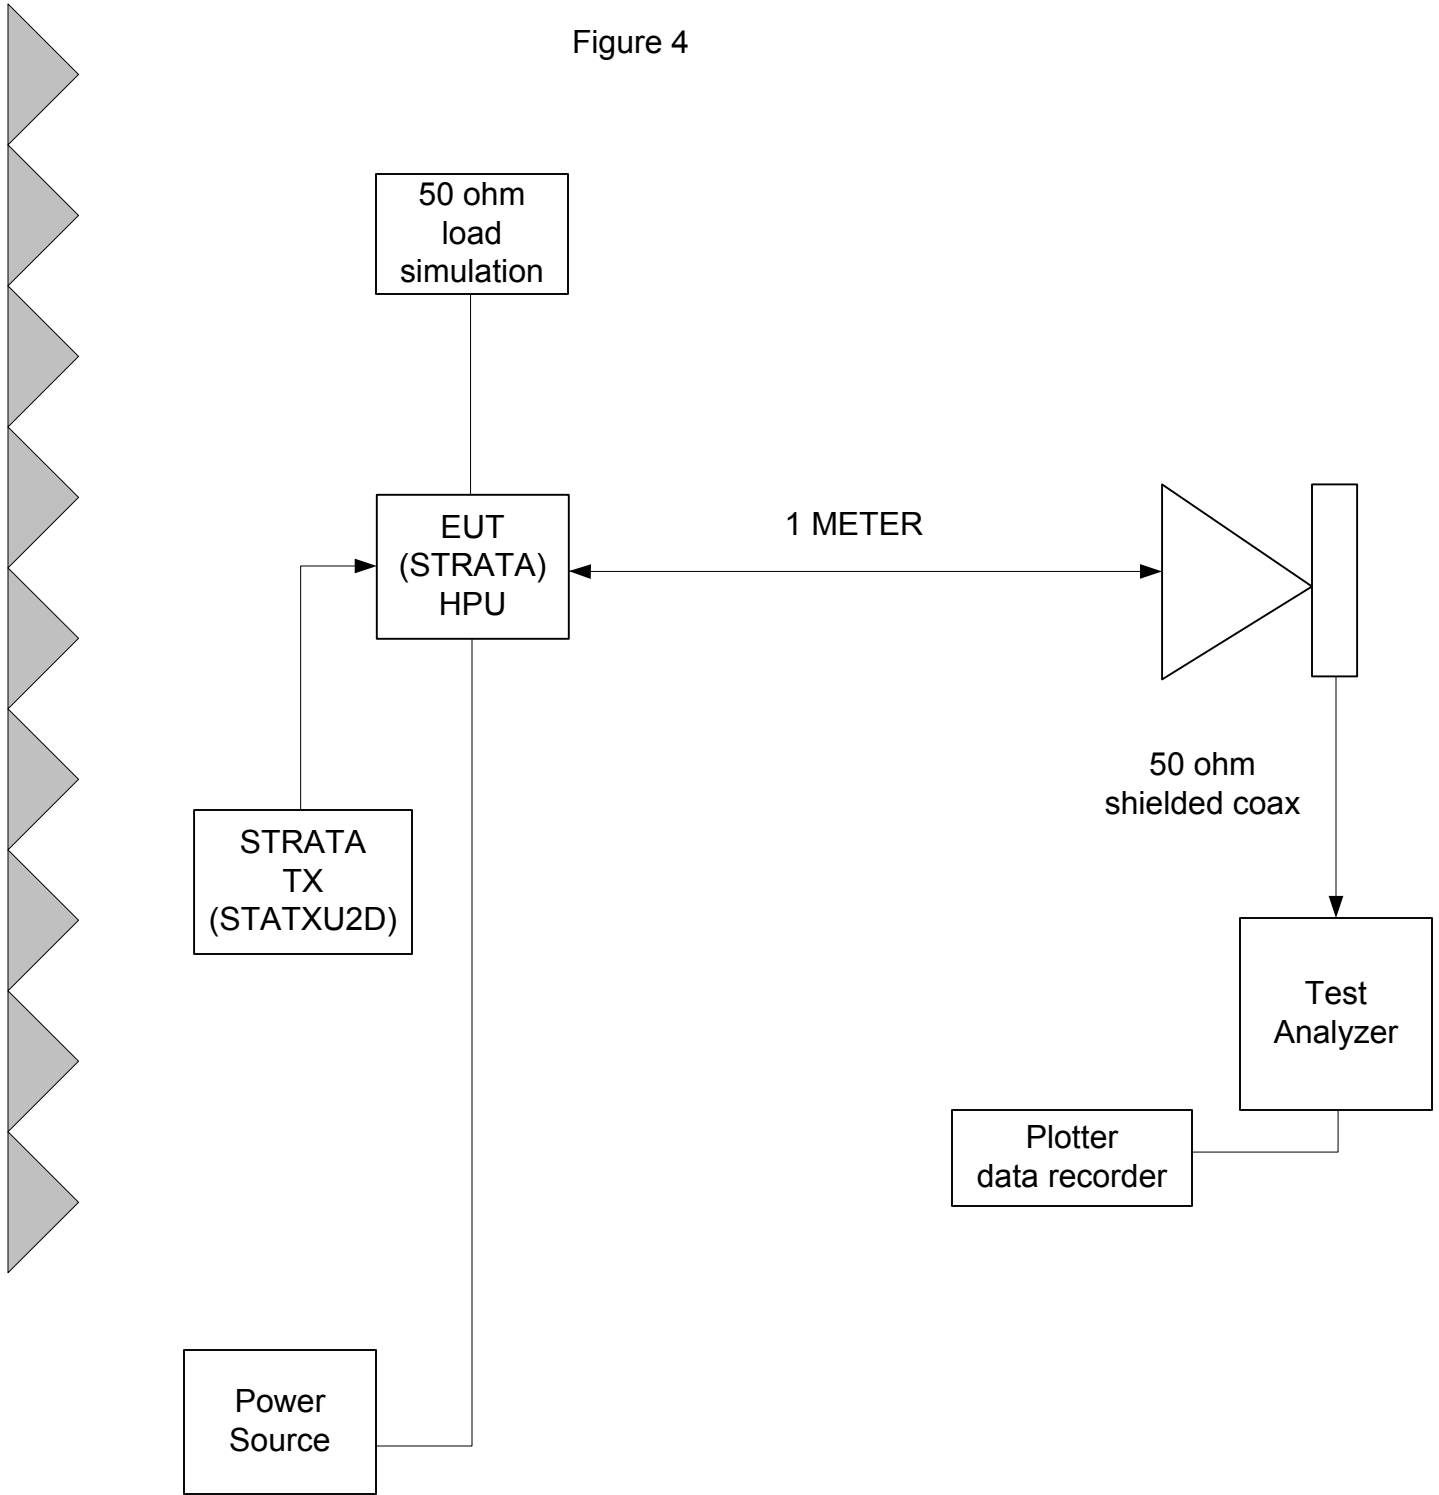 Figure 4
50 ohm
load
simulation
EUT
(STRATA)
HPU
1 METER
50 ohm
shielded coax
STRATA
TX
(STATXU2D)
Test
Analyzer
Plotter
data recorder
Power
Source